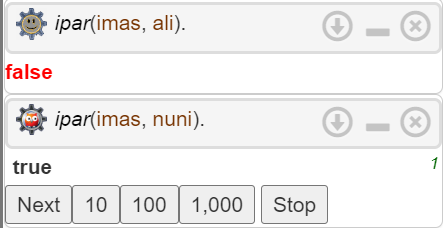 ipar(imas, ali).
false
ipar(imas, nuni).
true
1
Next 10 100 1,000 Stop